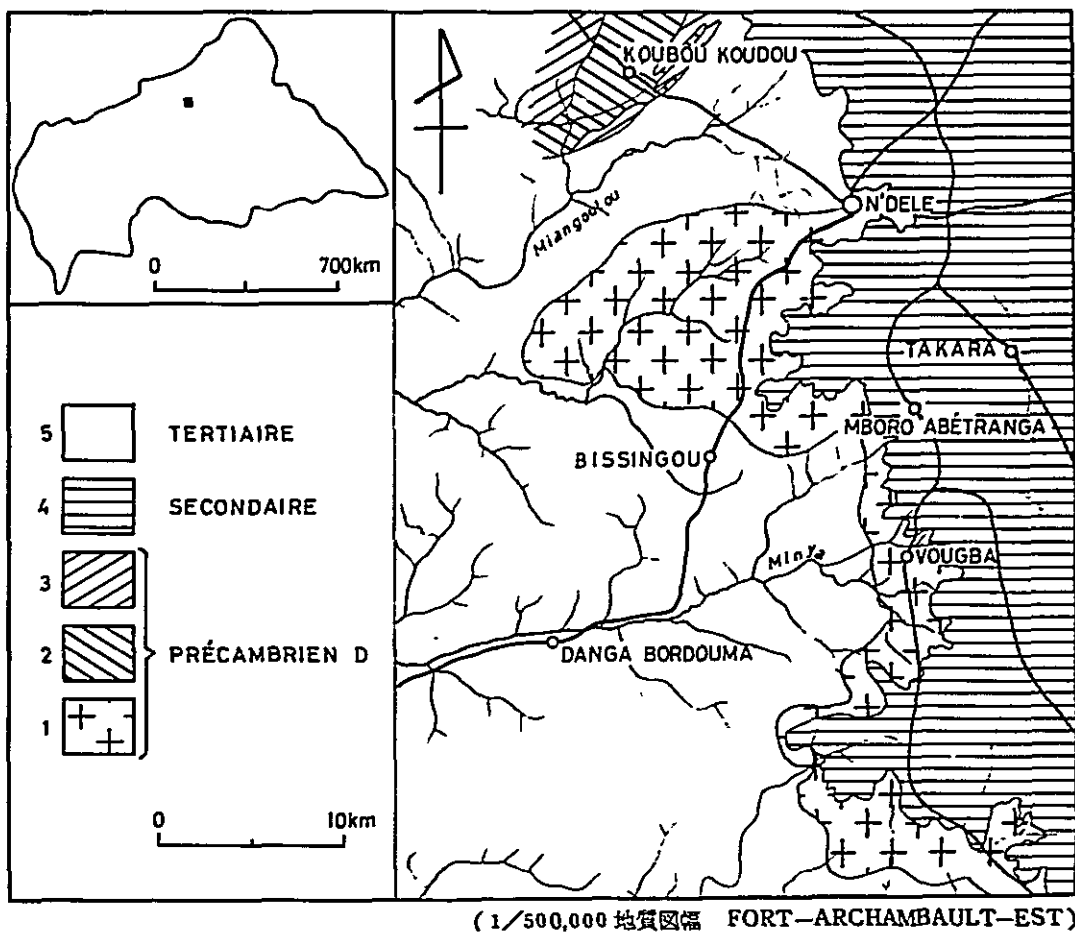 0 700km
5 TERTIAIRE
4 SECONDAIRE
3
2 PRÉCAMBRIEN D
1
0 10km
KOUBOU KOUDOU
Miangoulou
N'DELE
TAKARA
MBORO ABÉTRANGA
BISSINGOU
Minya
VOUGBA
DANGA BORDOUMA
(1/500,000 地質図幅 FORT-ARCHAMBAULT-EST)